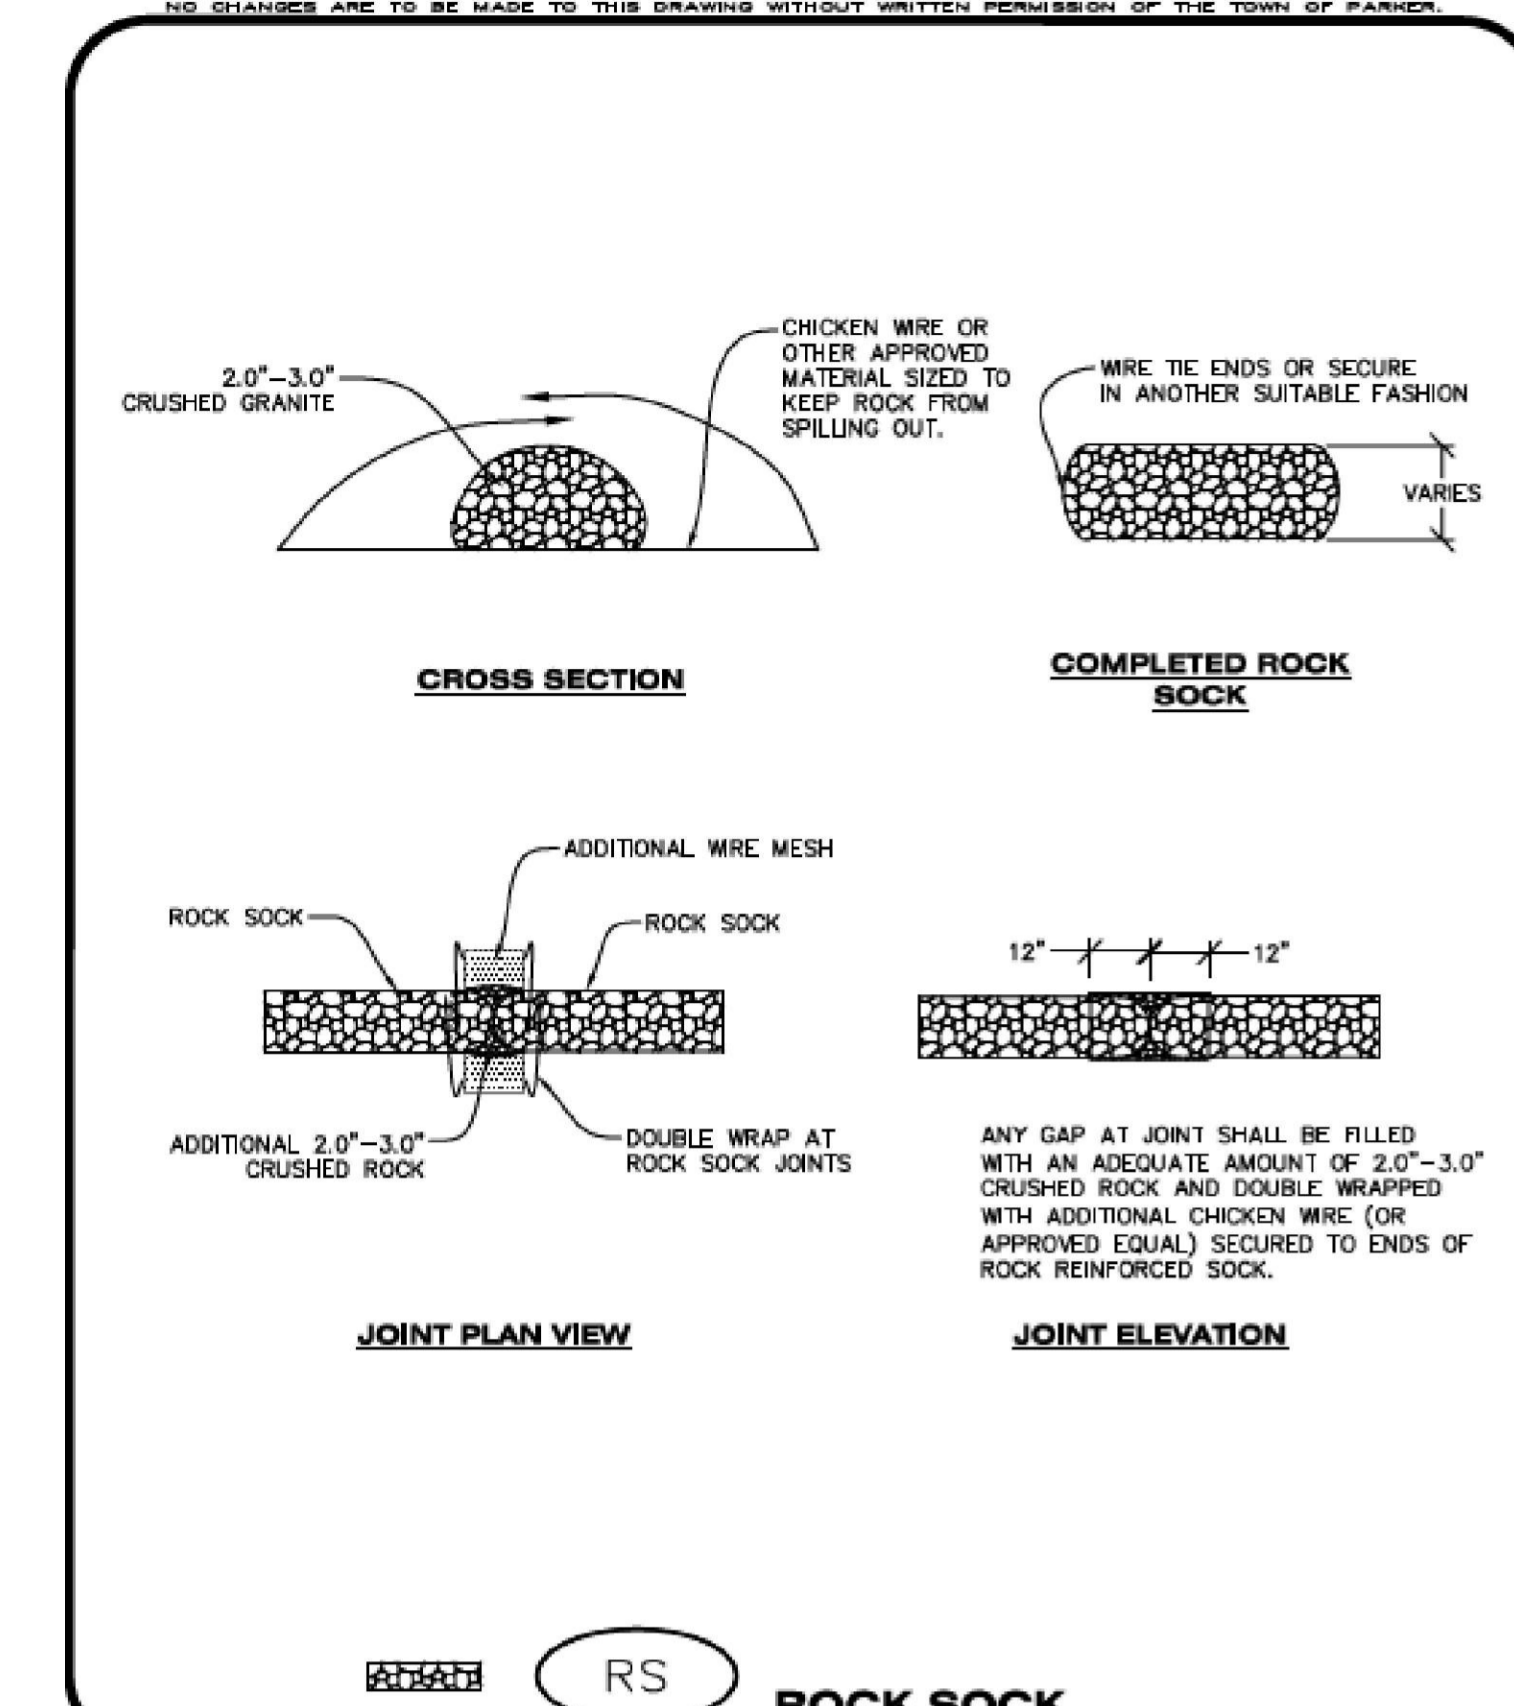 NO CHANGES ARE TO BE MADE TO THIS DRAWING WITHOUT WRITTEN PERMISSION OF THE TOWN OF PARKER.
2.0"-3.0"
CRUSHED GRANITE
CHICKEN WIRE OR
OTHER APPROVED
MATERIAL SIZED TO
KEEP ROCK FROM
SPILLING OUT.
WIRE TIE ENDS OR SECURE
IN ANOTHER SUITABLE FASHION
VARIES
CROSS SECTION
COMPLETED ROCK
SOCK
ADDITIONAL WIRE MESH
ROCK SOCK
ROCK SOCK
ADDITIONAL 2.0"-3.0"
CRUSHED ROCK
DOUBLE WRAP AT
ROCK SOCK JOINTS
12"
12"
ANY GAP AT JOINT SHALL BE FILLED
WITH AN ADEQUATE AMOUNT OF 2.0"-3.0"
CRUSHED ROCK AND DOUBLE WRAPPED
WITH ADDITIONAL CHICKEN WIRE (OR
APPROVED EQUAL) SECURED TO ENDS OF
ROCK REINFORCED SOCK.
JOINT PLAN VIEW
JOINT ELEVATION
RS
ROCK SOCK